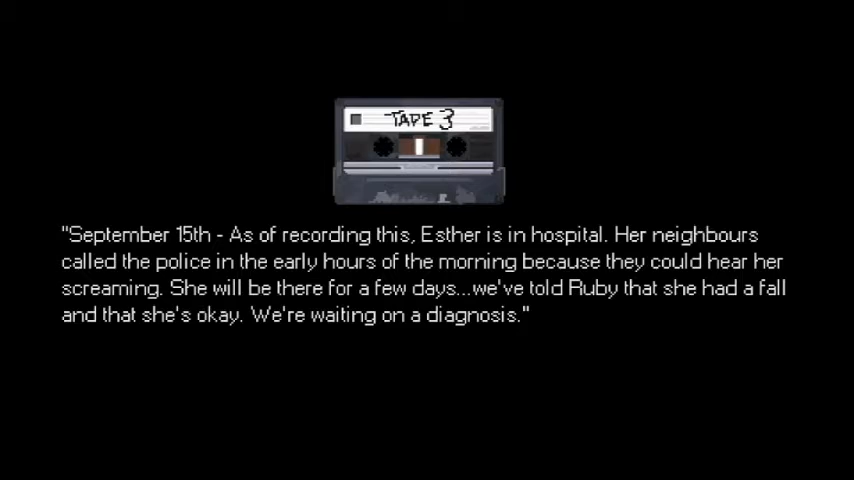 TAPE 3
"September 15th - As of recording this, Esther is in hospital. Her neighbours
called the police in the early hours of the morning because they could hear her
screaming. She will be there for a few days...we've told Ruby that she had a fall
and that she's okay. We're waiting on a diagnosis."